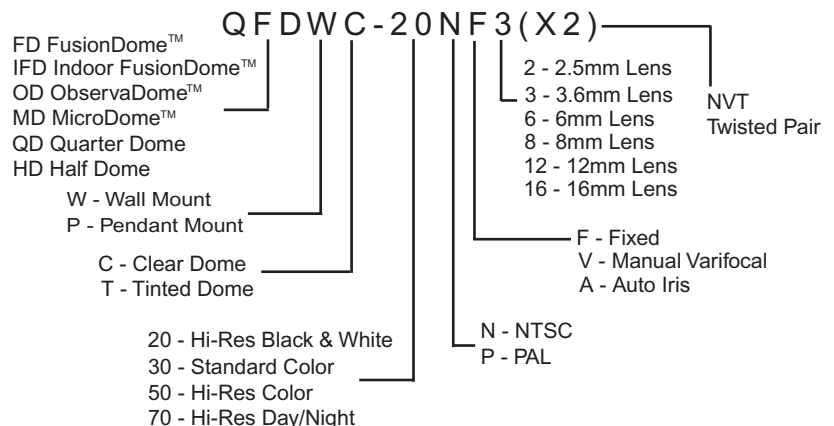 QFDWC-20NF3(X2)
FD FusionDome™
IFD Indoor FusionDome™
OD ObservaDome™
MD MicroDome™
QD Quarter Dome
HD Half Dome
W - Wall Mount
P - Pendant Mount
C - Clear Dome
T - Tinted Dome
20 - Hi-Res Black & White
30 - Standard Color
50 - Hi-Res Color
70 - Hi-Res Day/Night
2 - 2.5mm Lens
3 - 3.6mm Lens
6 - 6mm Lens
8 - 8mm Lens
12 - 12mm Lens
16 - 16mm Lens
NVT
Twisted Pair
F - Fixed
V - Manual Varifocal
A - Auto Iris
N - NTSC
P - PAL